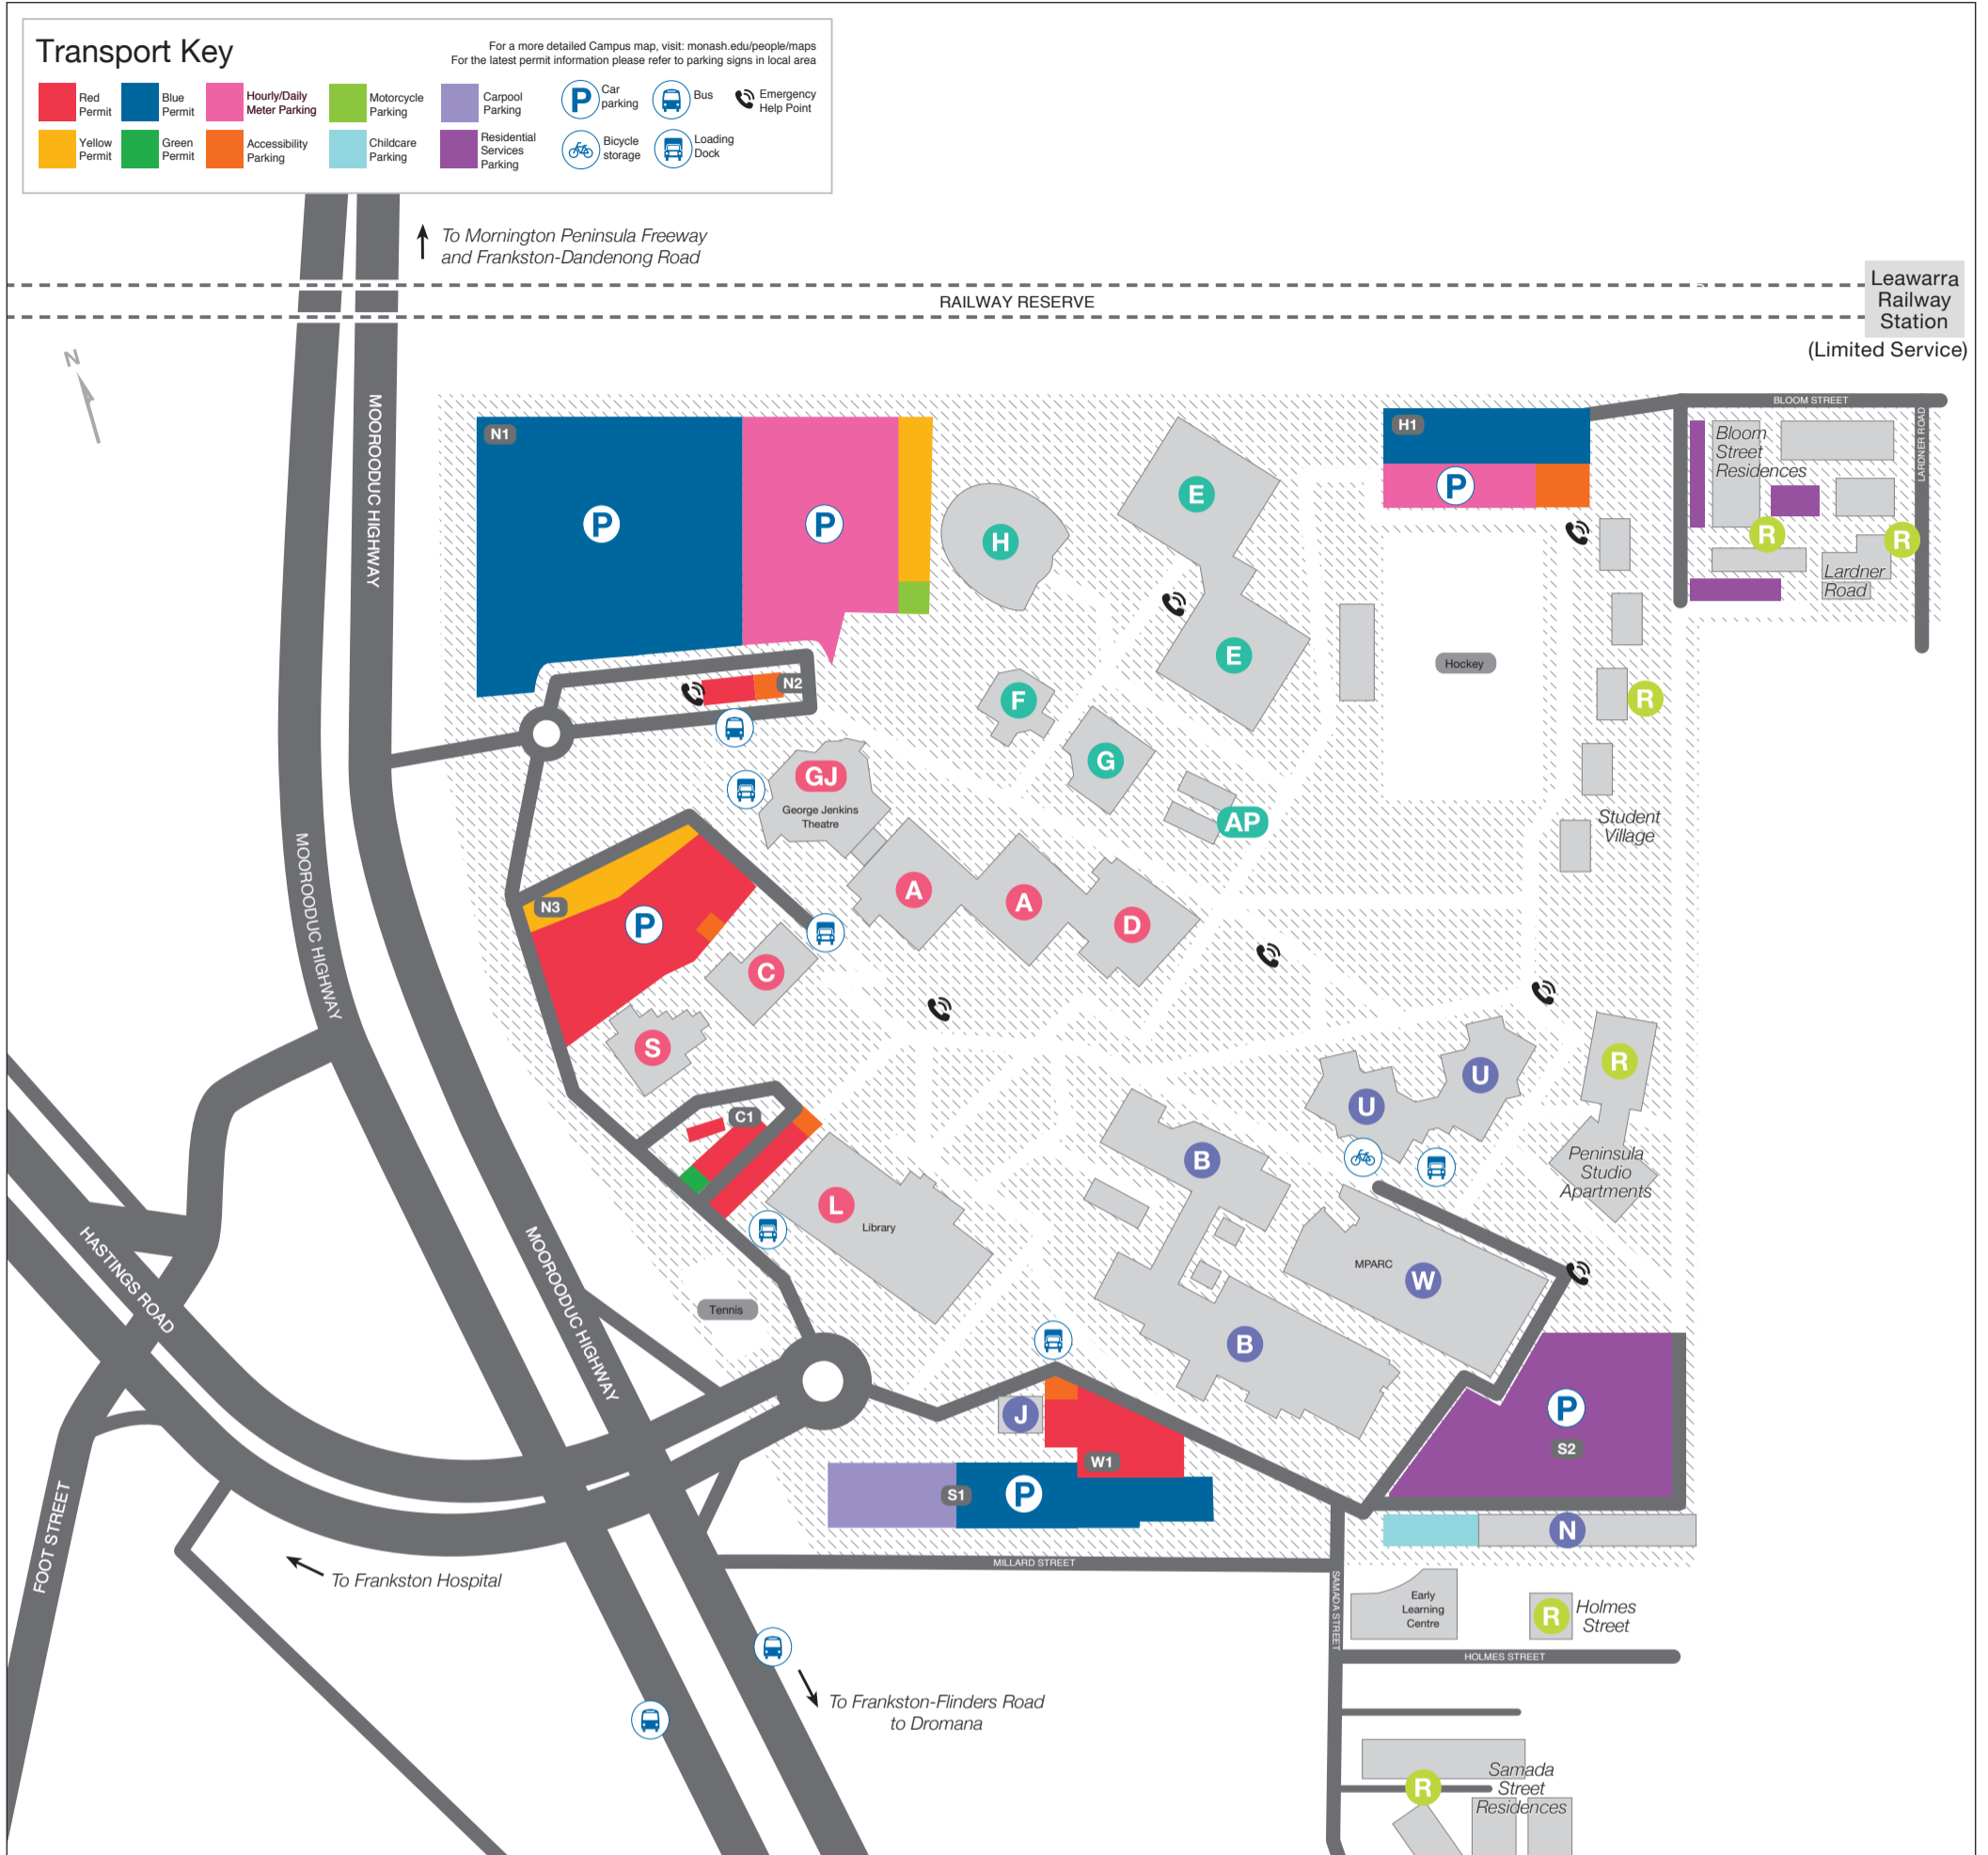 Transport Key
For a more detailed Campus map, visit: monash.edu/people/maps
For the latest permit information please refer to parking signs in local area
Red
Permit
Blue
Permit
Hourly/Daily
Meter Parking
Motorcycle
Parking
Carpool
Parking
P
Car
parking
Bus
Emergency
Help Point
Yellow
Permit
Green
Permit
Accessibility
Parking
Childcare
Parking
Residential
Services
Parking
Bicycle
storage
Loading
Dock
To Mornington Peninsula Freeway
and Frankston-Dandenong Road
RAILWAY RESERVE
Leawarra
Railway
Station
(Limited Service)
N
MOOROODUC HIGHWAY
BLOOM STREET
LARDNER ROAD
N1
H1
Bloom
Street
Residences
P
P
P
E
H
R
R
Lardner
Road
E
Hockey
N2
F
R
G
GJ
George Jenkins
Theatre
AP
Student
Village
MOOROODUC HIGHWAY
N3
P
A
A
D
C
S
R
U
U
C1
B
Peninsula
Studio
Apartments
L
Library
HASTINGS ROAD
MOOROODUC HIGHWAY
MPARC
W
Tennis
B
J
P
S2
W1
S1
P
N
FOOT STREET
MILLARD STREET
To Frankston Hospital
SAMADA STREET
Early
Learning
Centre
R
Holmes
Street
HOLMES STREET
To Frankston-Flinders Road
to Dromana
R
Samada
Street
Residences